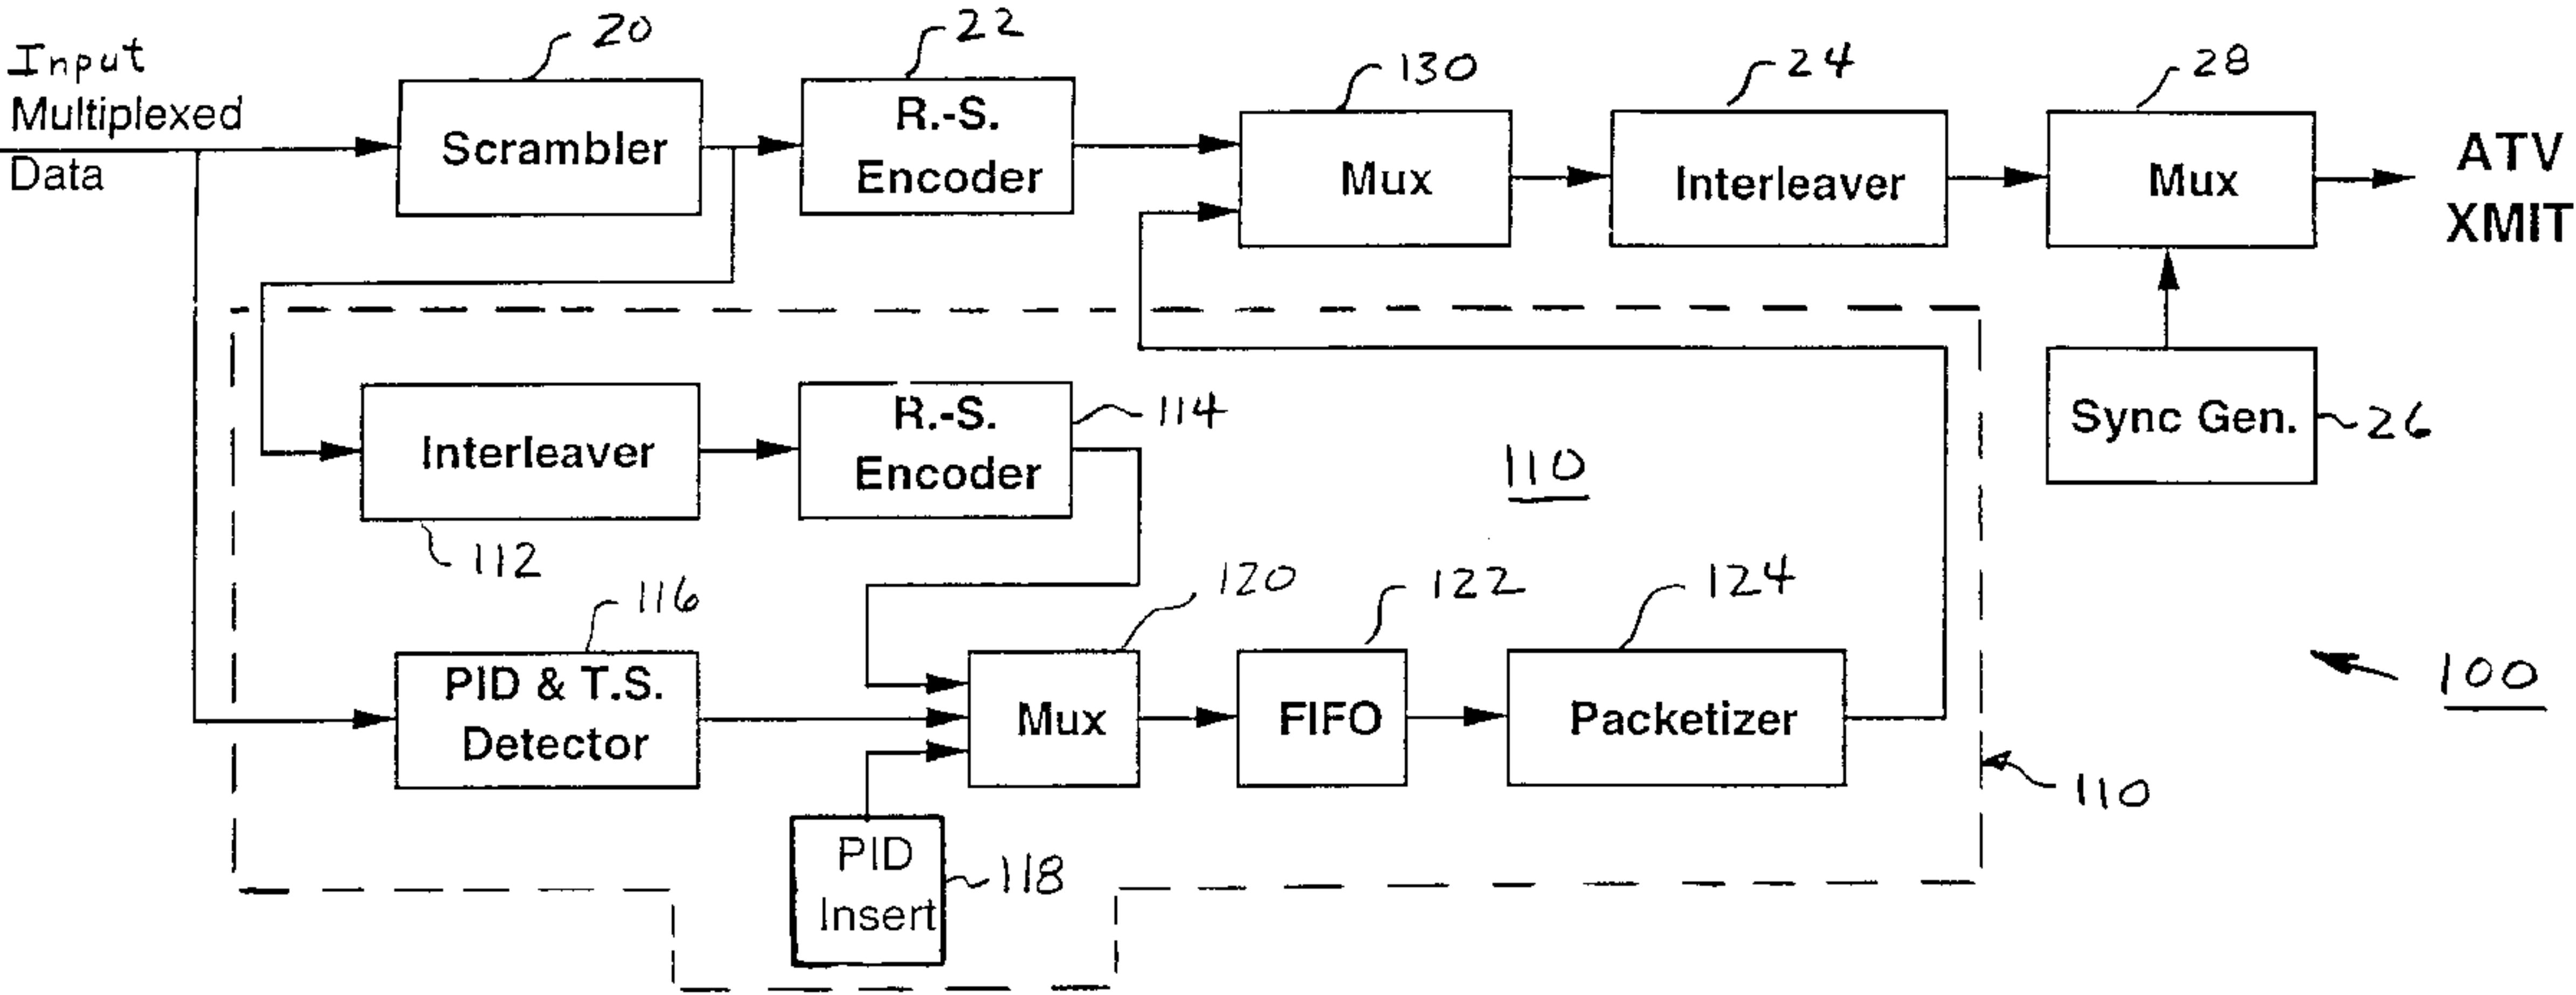 20
22
130
24
28
Input
Multiplexed
Data
Scrambler
R.-S.
Encoder
Mux
Interleaver
Mux
ATV
XMIT
Interleaver
112
R.-S.
Encoder
114
110
Sync Gen.
26
116
120
122
124
PID & T.S.
Detector
Mux
FIFO
Packetizer
100
110
PID
Insert
118